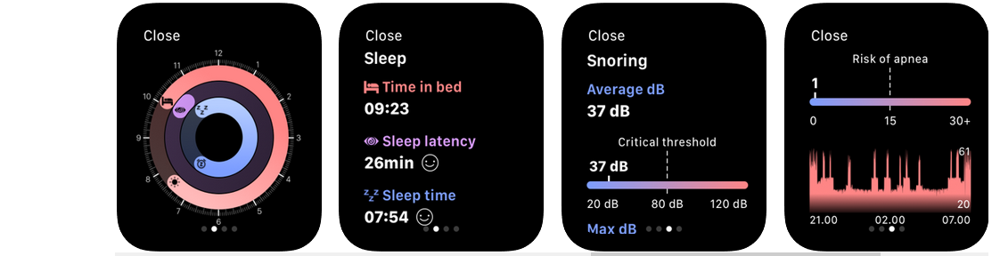 Close
12
11
1
10
2
9
3
8
4
7
5
6
Close
Sleep
Time in bed
09:23
Sleep latency
26min
zzz Sleep time
07:54
Close
Snoring
Average dB
37 dB
Critical threshold
37 dB
20 dB 80 dB 120 dB
Max dB
Close
Risk of apnea
1
0 15 30+
61
20
21.00 02.00 07.00